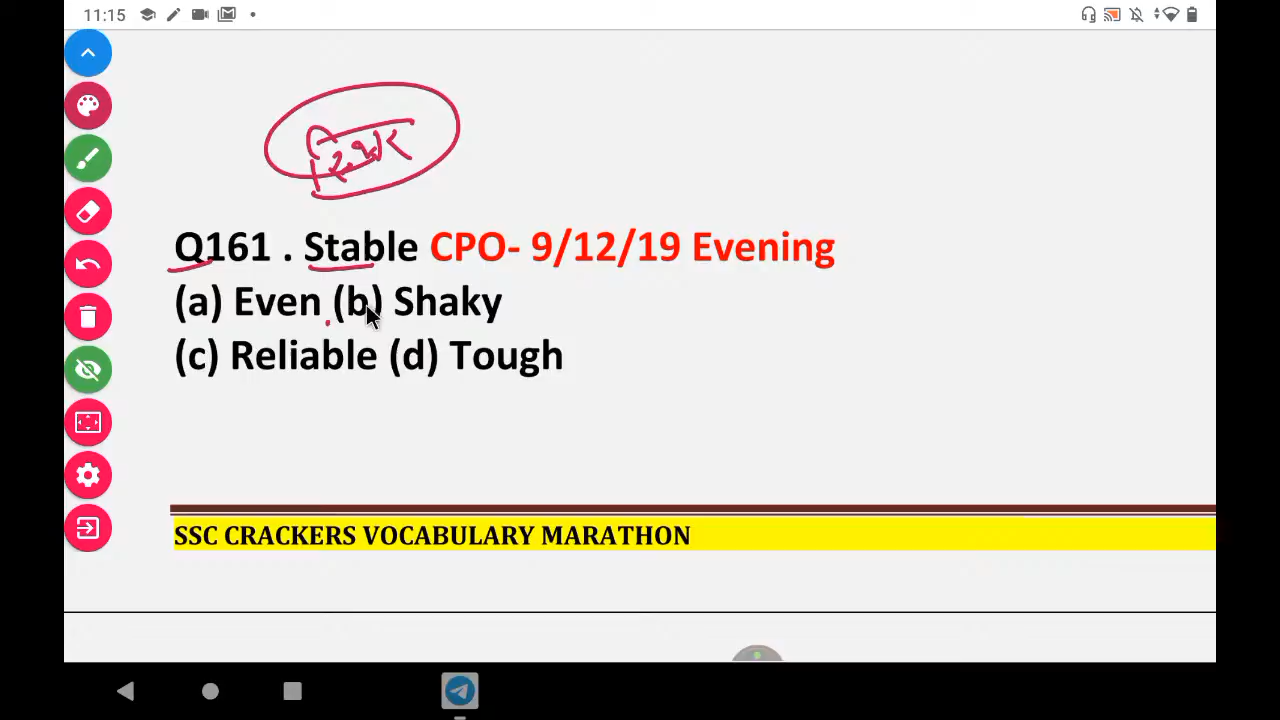 11:15
Q161 . Stable CPO- 9/12/19 Evening
(a) Even (b) Shaky
(c) Reliable (d) Tough
SSC CRACKERS VOCABULARY MARATHON